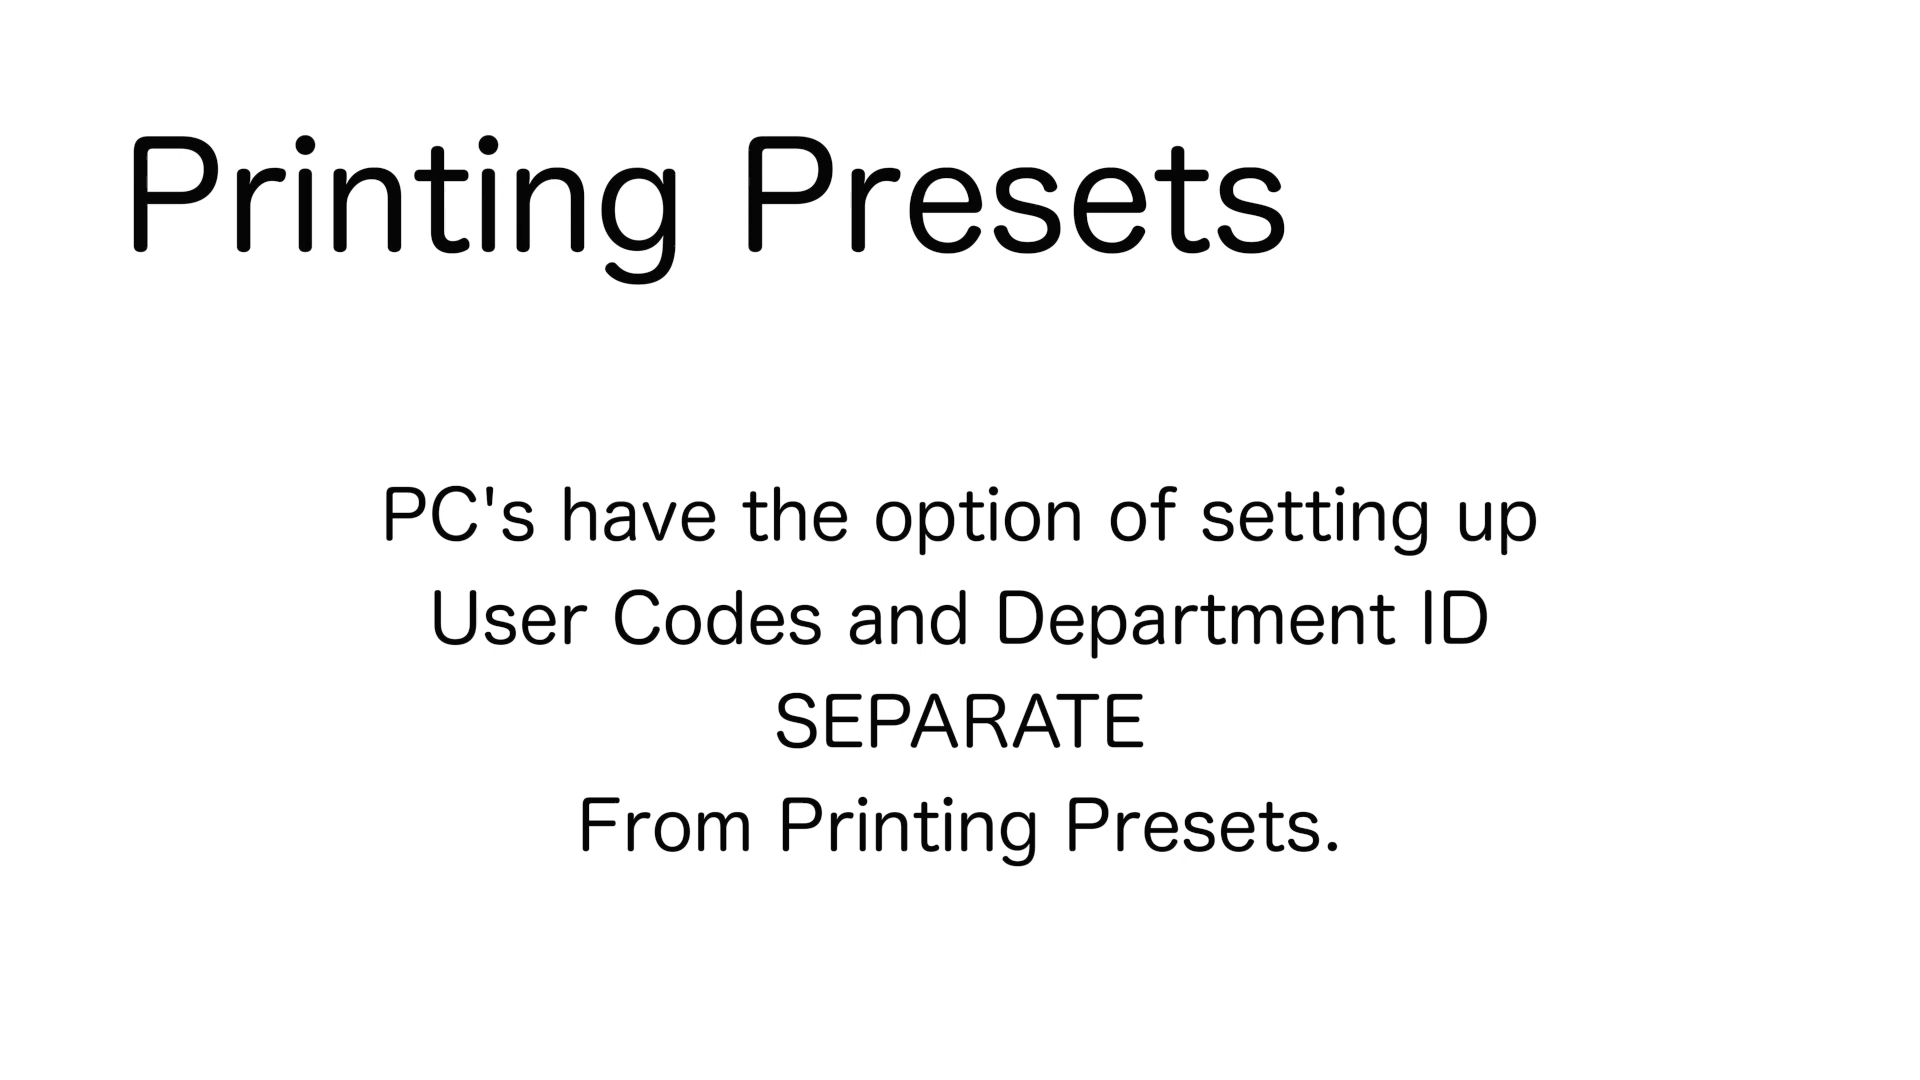 Printing Presets
PC's have the option of setting up
User Codes and Department ID
SEPARATE
From Printing Presets.